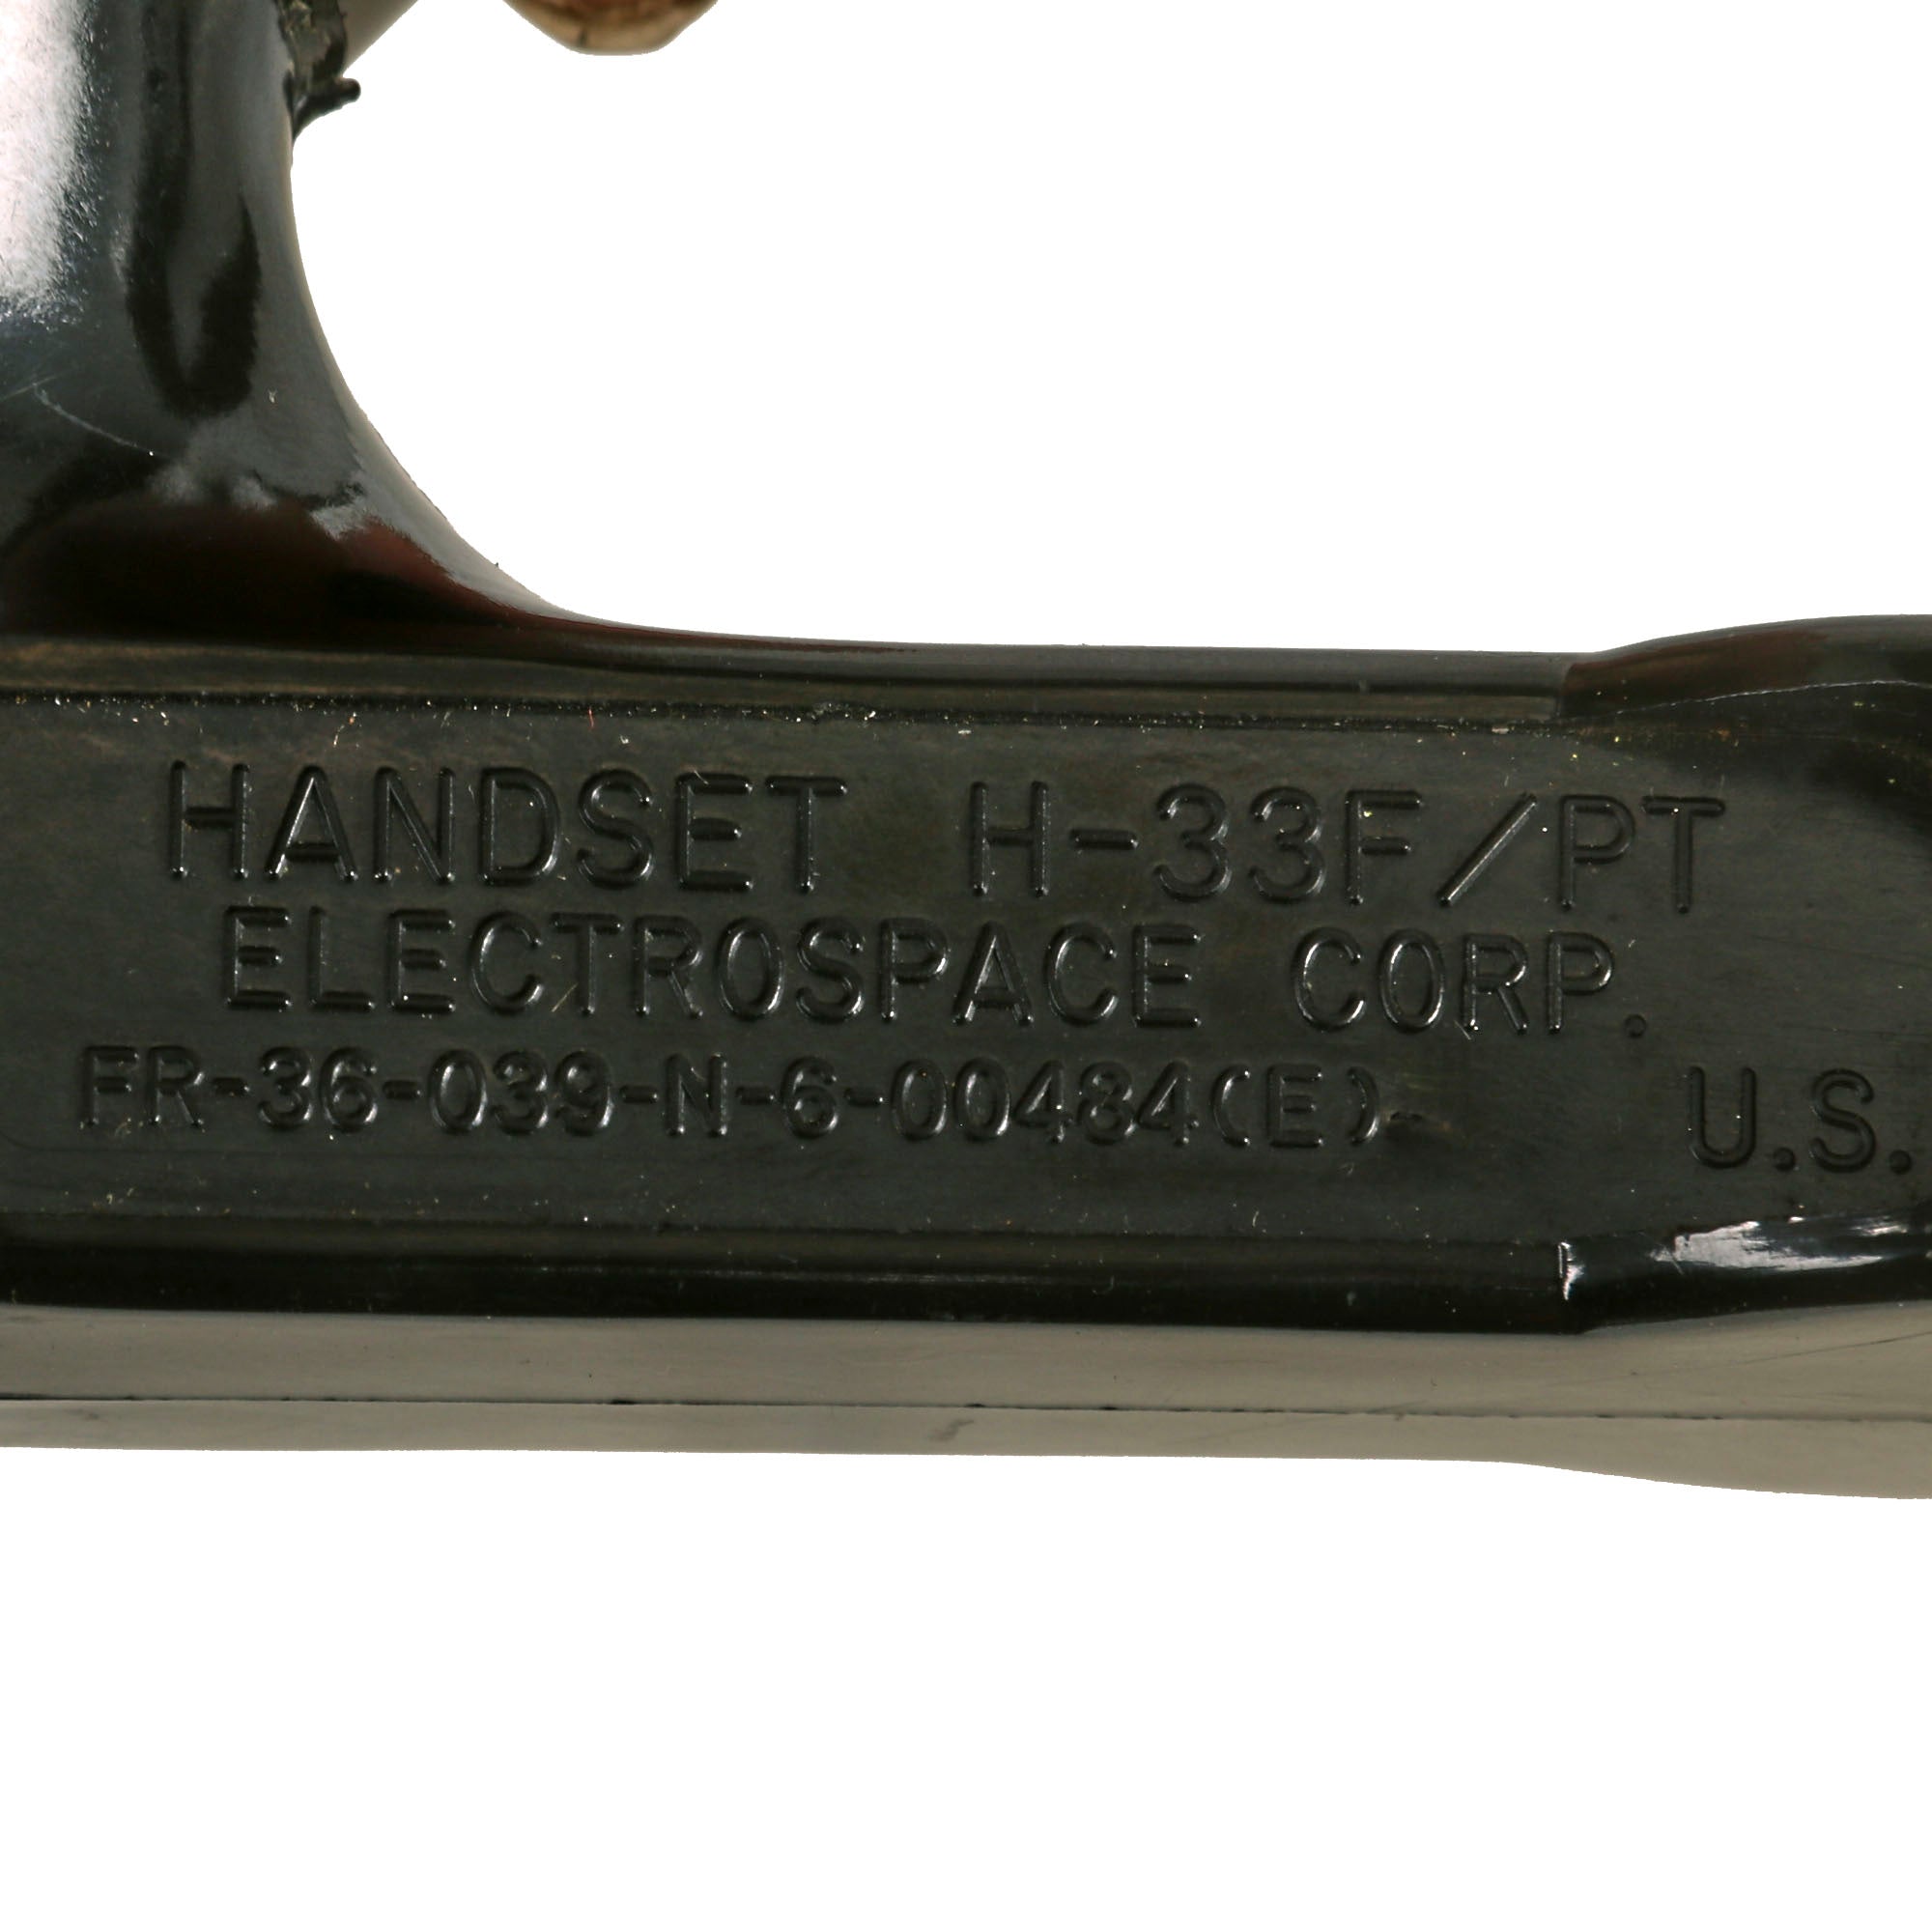 HANDSET H-33F/PT
ELECTROSPACE CORP.
FR-36-039-N-6-00484(E)
U.S.